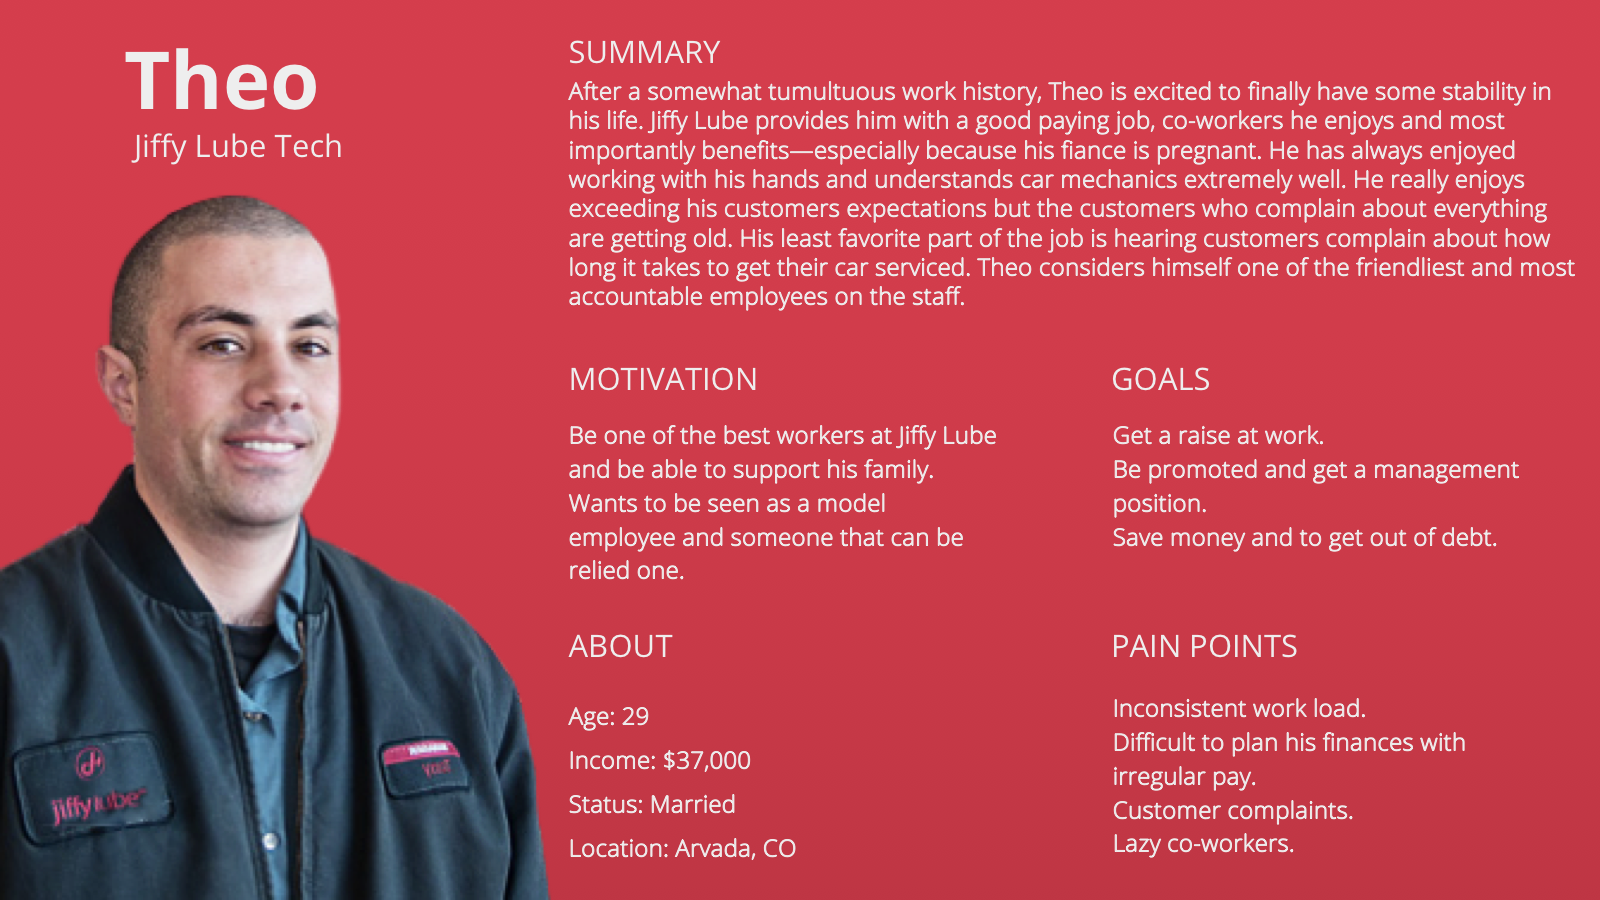 Theo
Jiffy Lube Tech
SUMMARY
After a somewhat tumultuous work history, Theo is excited to finally have some stability in
his life. Jiffy Lube provides him with a good paying job, co-workers he enjoys and most
importantly benefits—especially because his fiance is pregnant. He has always enjoyed
working with his hands and understands car mechanics extremely well. He really enjoys
exceeding his customers expectations but the customers who complain about everything
are getting old. His least favorite part of the job is hearing customers complain about how
long it takes to get their car serviced. Theo considers himself one of the friendliest and most
accountable employees on the staff.
MOTIVATION
Be one of the best workers at Jiffy Lube
and be able to support his family.
Wants to be seen as a model
employee and someone that can be
relied one.
GOALS
Get a raise at work.
Be promoted and get a management
position.
Save money and to get out of debt.
ABOUT
Age: 29
Income: $37,000
Status: Married
Location: Arvada, CO
PAIN POINTS
Inconsistent work load.
Difficult to plan his finances with
irregular pay.
Customer complaints.
Lazy co-workers.
jiffy lube